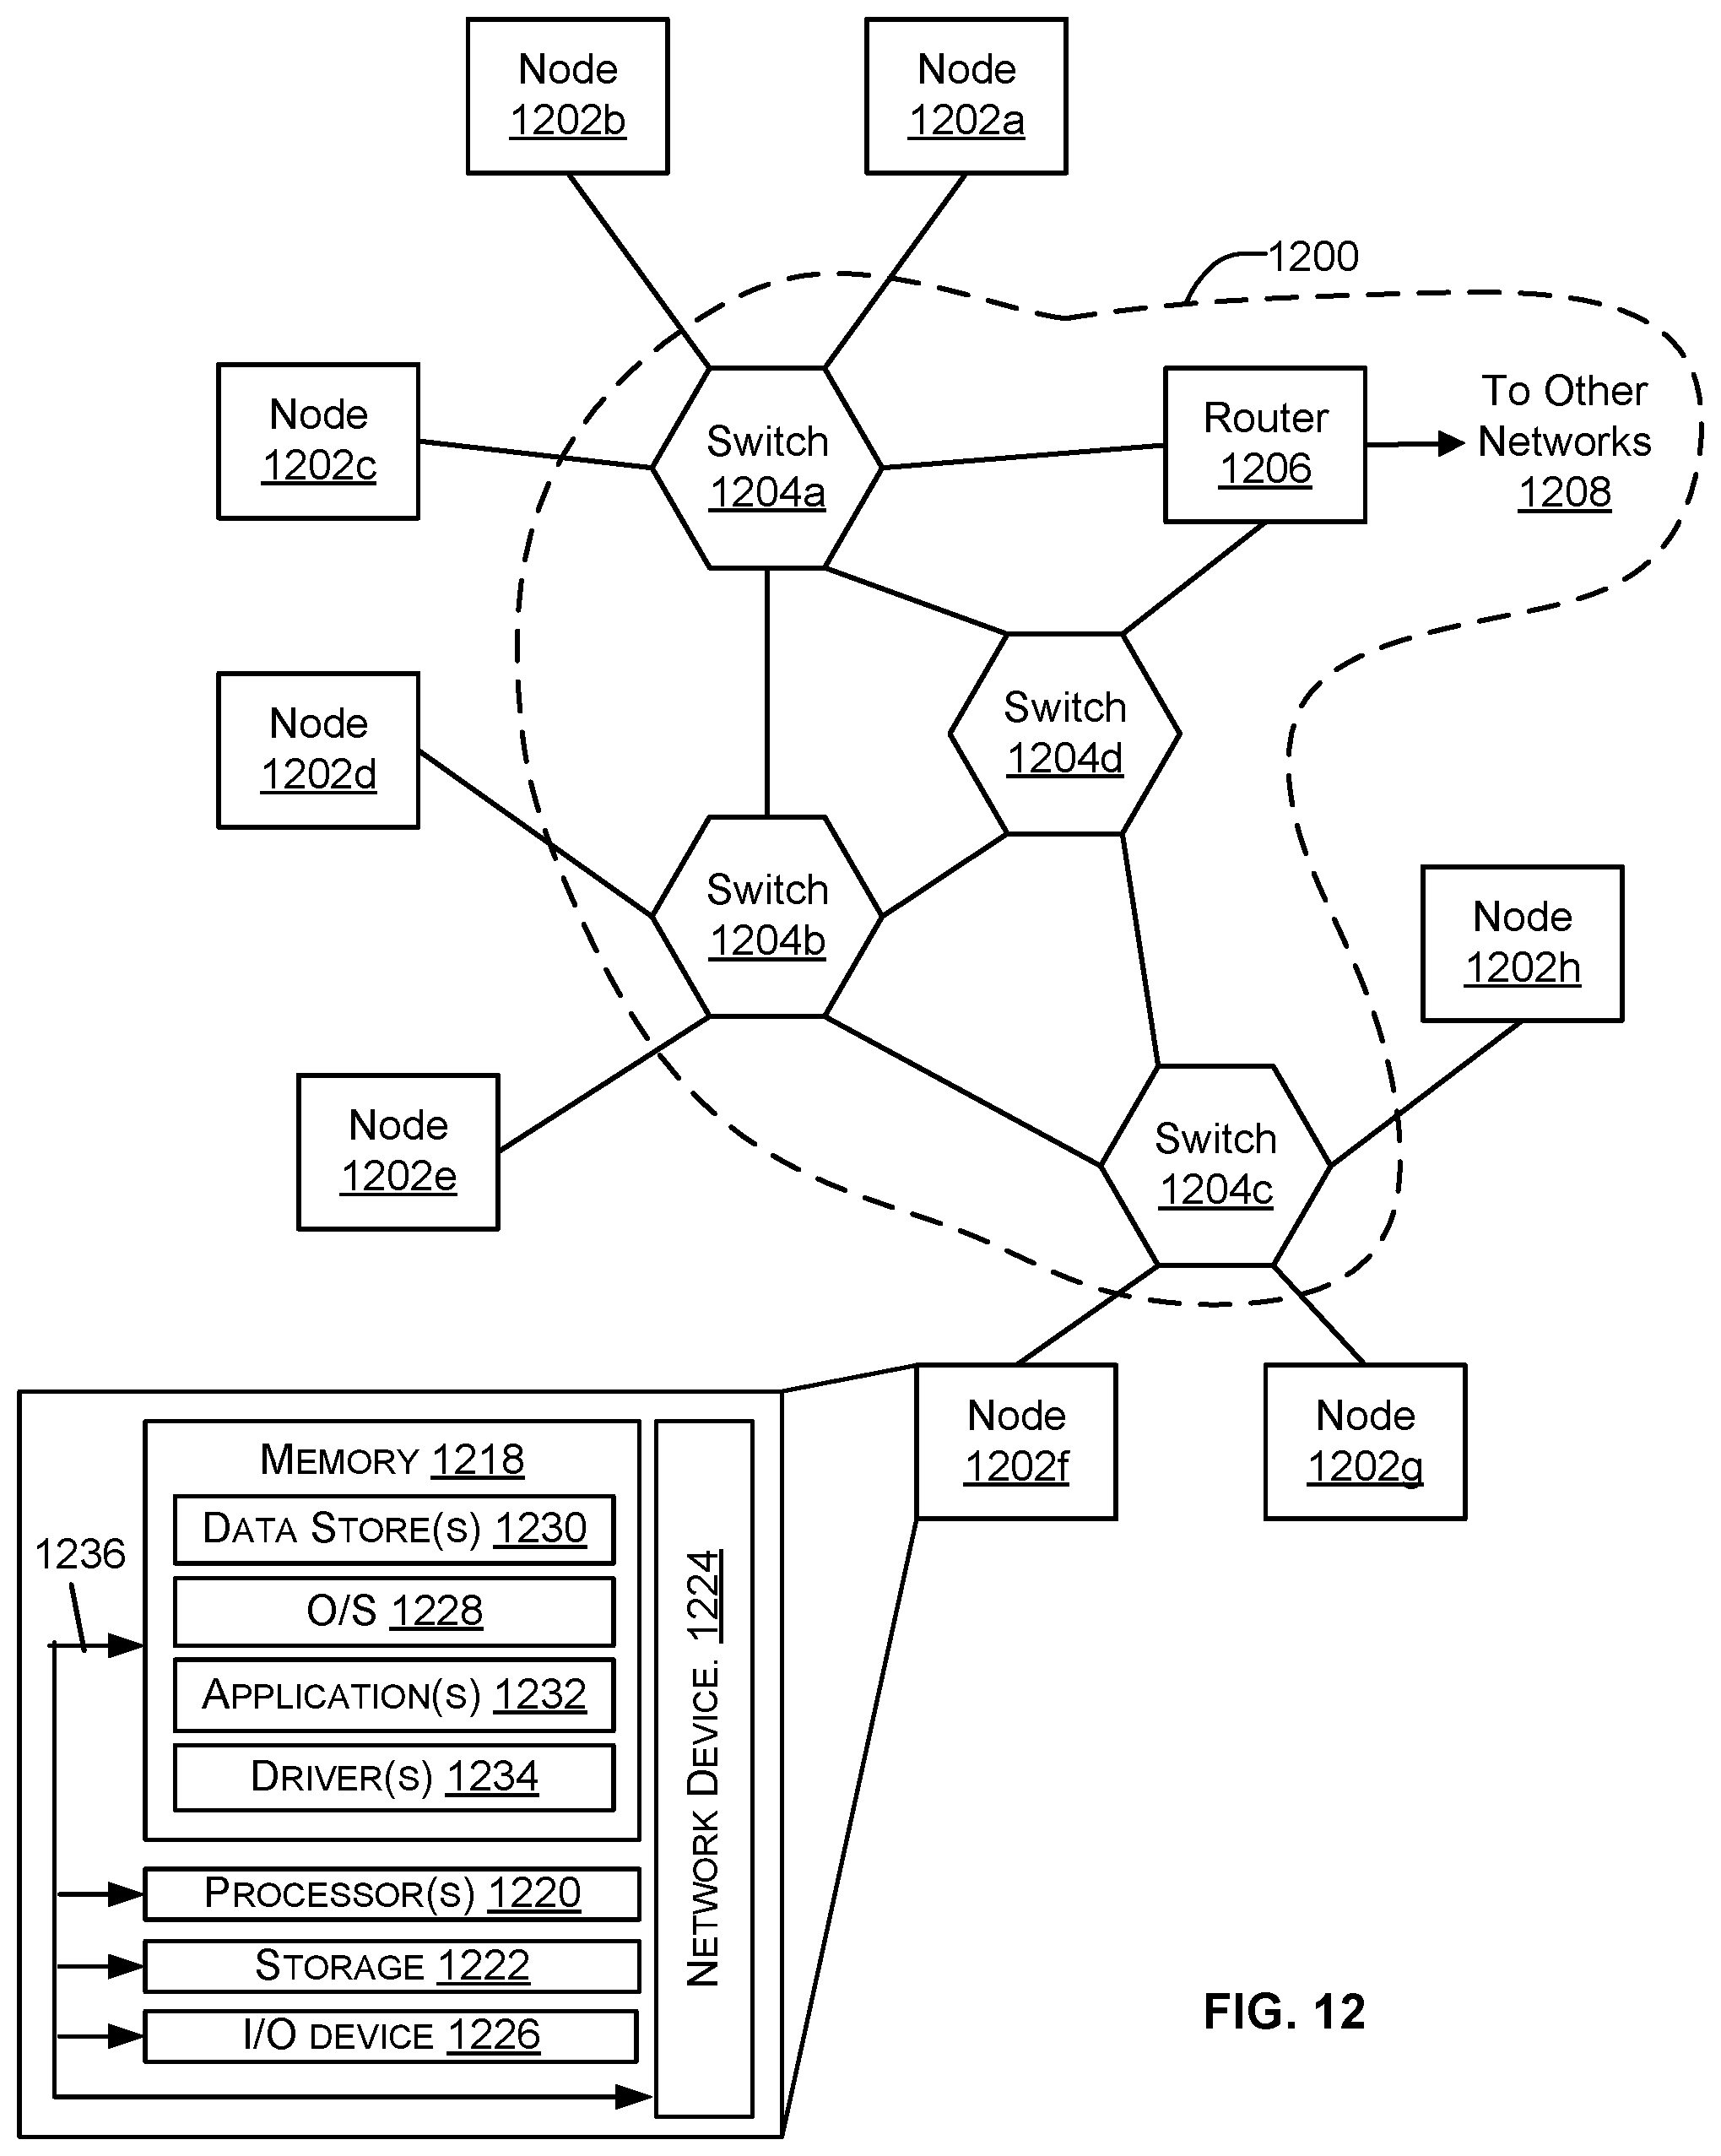 Node
1202b
Node
1202a
1200
Node
1202c
Switch
1204a
Router
1206
To Other
Networks
1208
Node
1202d
Switch
1204d
Switch
1204b
Node
1202h
Node
1202e
Switch
1204c
Node
1202f
Node
1202g
MEMORY 1218
DATA STORE(S) 1230
1236
O/S 1228
APPLICATION(S) 1232
DRIVER(S) 1234
NETWORK DEVICE. 1224
PROCESSOR(S) 1220
STORAGE 1222
I/O DEVICE 1226
FIG. 12